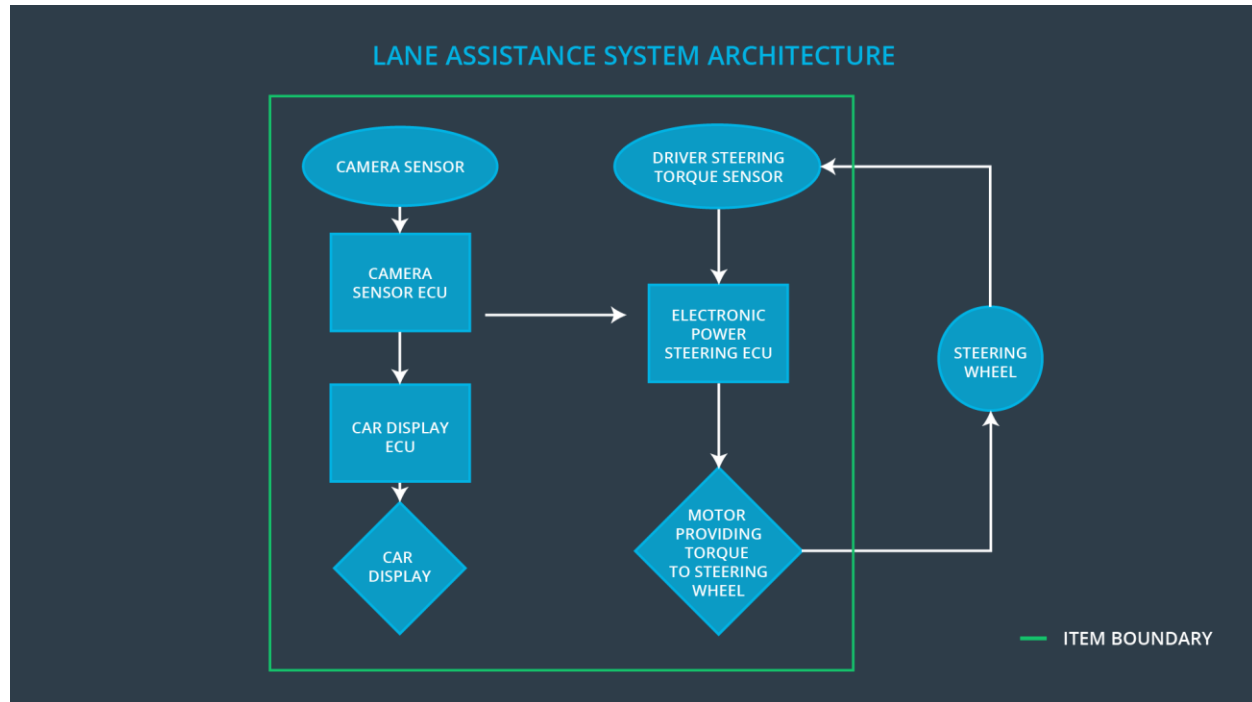 LANE ASSISTANCE SYSTEM ARCHITECTURE
CAMERA SENSOR
CAMERA
SENSOR ECU
CAR DISPLAY
ECU
CAR
DISPLAY
DRIVER STEERING
TORQUE SENSOR
ELECTRONIC
POWER
STEERING ECU
MOTOR
PROVIDING
TORQUE
TO STEERING
WHEEL
STEERING
WHEEL
ITEM BOUNDARY